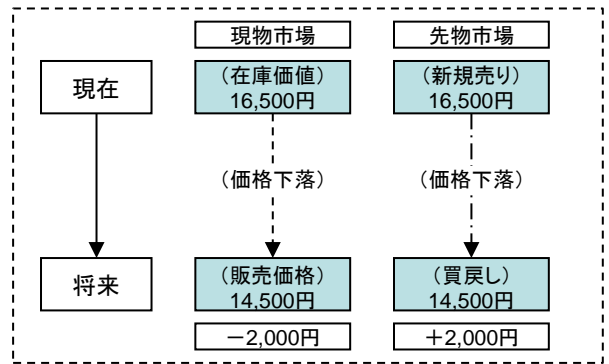 現物市場
先物市場
現在
(在庫価値)
16,500円
(新規売り)
16,500円
(価格下落)
(価格下落)
将来
(販売価格)
14,500円
(買戻し)
14,500円
－2,000円
＋2,000円